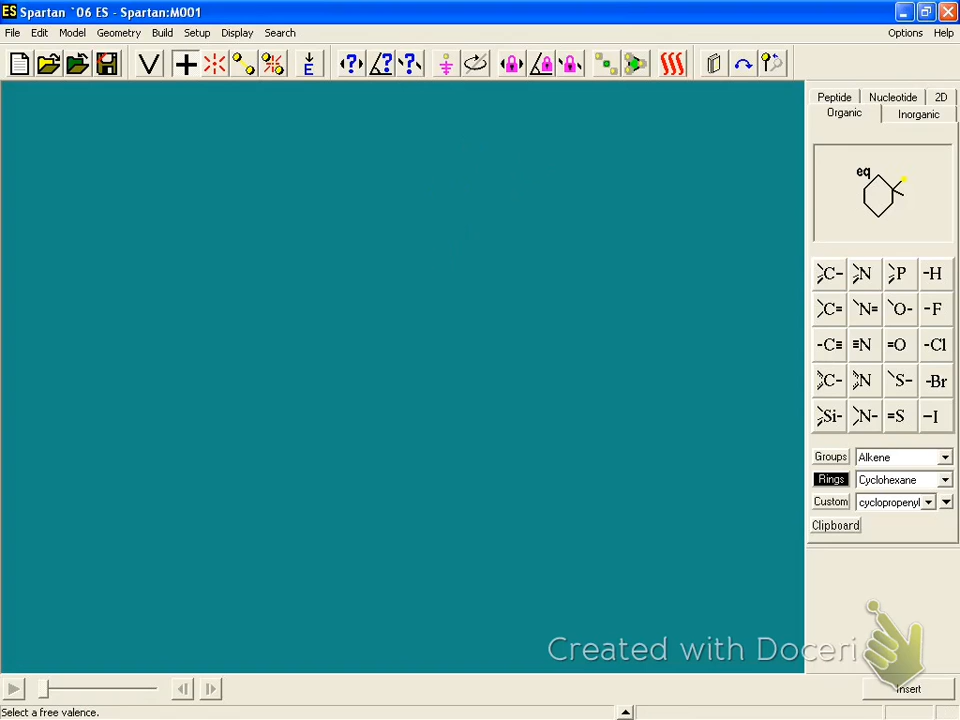 ES Spartan `06 ES - Spartan:M001
File Edit Model Geometry Build Setup Display Search Options Help
Peptide Nucleotide 2D
Organic Inorganic
eq
C- N P -H
C= N= O- -F
-C≡ ≡N =O -Cl
C- N S- -Br
Si- N- =S -I
Groups Alkene
Rings Cyclohexane
Custom cyclopropenyl
Clipboard
Created with Doceri
Insert
Select a free valence.